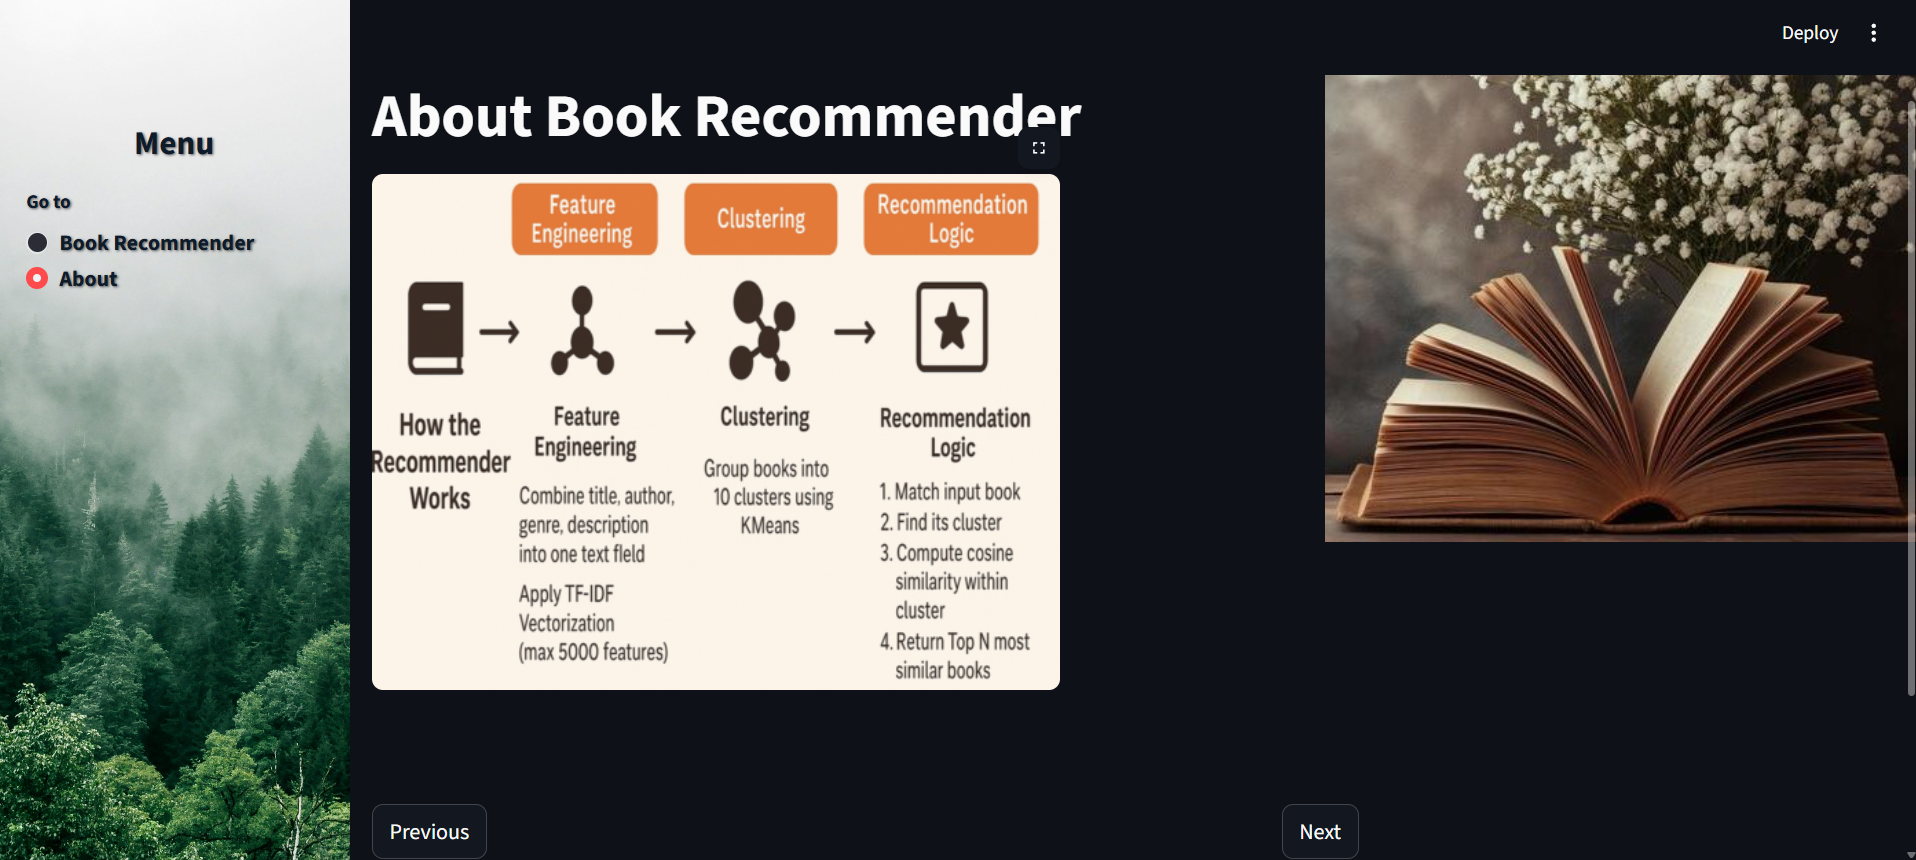 Deploy
Menu
Go to
Book Recommender
About
About Book Recommender
Feature
Engineering
Clustering
Recommendation
Logic
How the
Recommender
Works
Feature
Engineering
Combine title, author,
genre, description
into one text field
Apply TF-IDF
Vectorization
(max 5000 features)
Clustering
Group books into
10 clusters using
KMeans
Recommendation
Logic
1. Match input book
2. Find its cluster
3. Compute cosine
similarity within
cluster
4. Return Top N most
similar books
Previous
Next